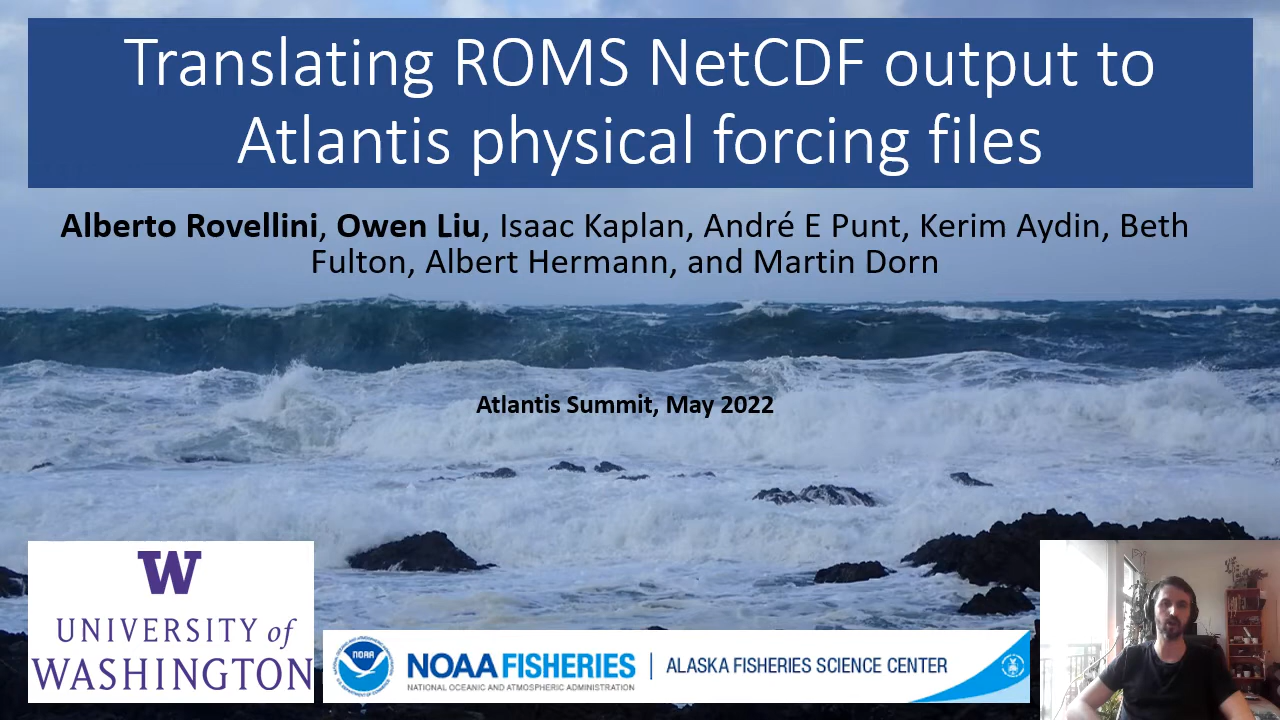 Translating ROMS NetCDF output to
Atlantis physical forcing files
Alberto Rovellini, Owen Liu, Isaac Kaplan, André E Punt, Kerim Aydin, Beth
Fulton, Albert Hermann, and Martin Dorn
Atlantis Summit, May 2022
W
UNIVERSITY of
WASHINGTON
NOAA
NOAA FISHERIES
NATIONAL OCEANIC AND ATMOSPHERIC ADMINISTRATION
ALASKA FISHERIES SCIENCE CENTER